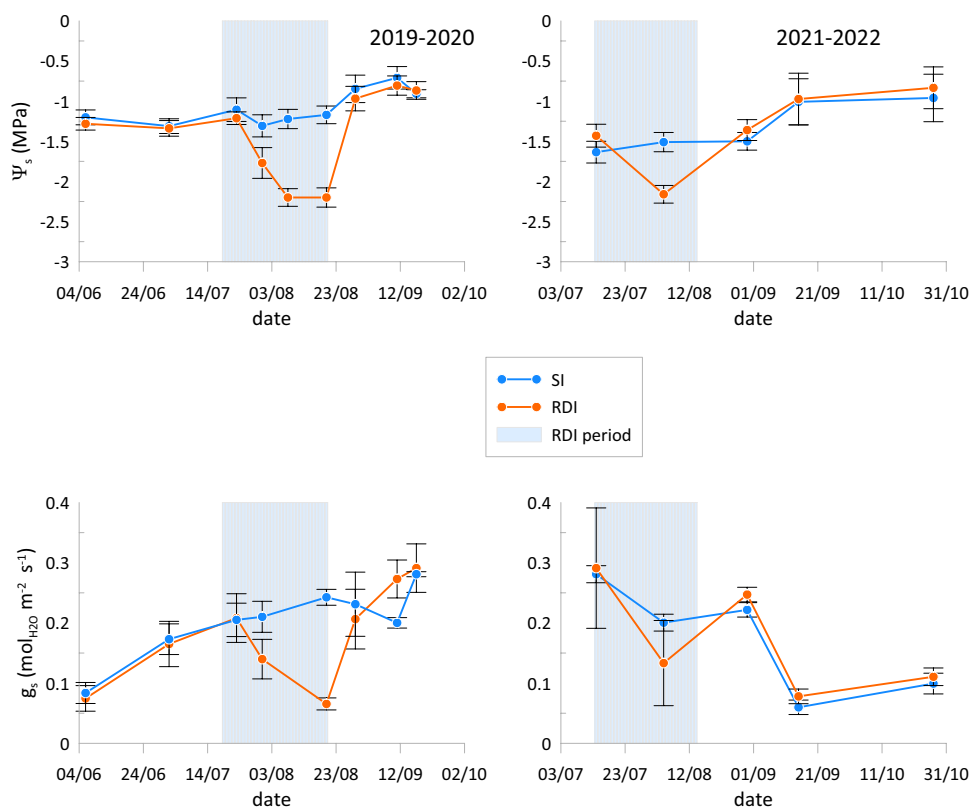 2019-2020
0
-0.5
-1
-1.5
-2
-2.5
-3
Ψs (MPa)
04/06 24/06 14/07 03/08 23/08 12/09 02/10
date
2021-2022
0
-0.5
-1
-1.5
-2
-2.5
-3
03/07 23/07 12/08 01/09 21/09 11/10 31/10
date
SI
RDI
RDI period
0.4
0.3
0.2
0.1
0
gs (molH2O m-2 s-1)
04/06 24/06 14/07 03/08 23/08 12/09 02/10
date
0.4
0.3
0.2
0.1
0
03/07 23/07 12/08 01/09 21/09 11/10 31/10
date